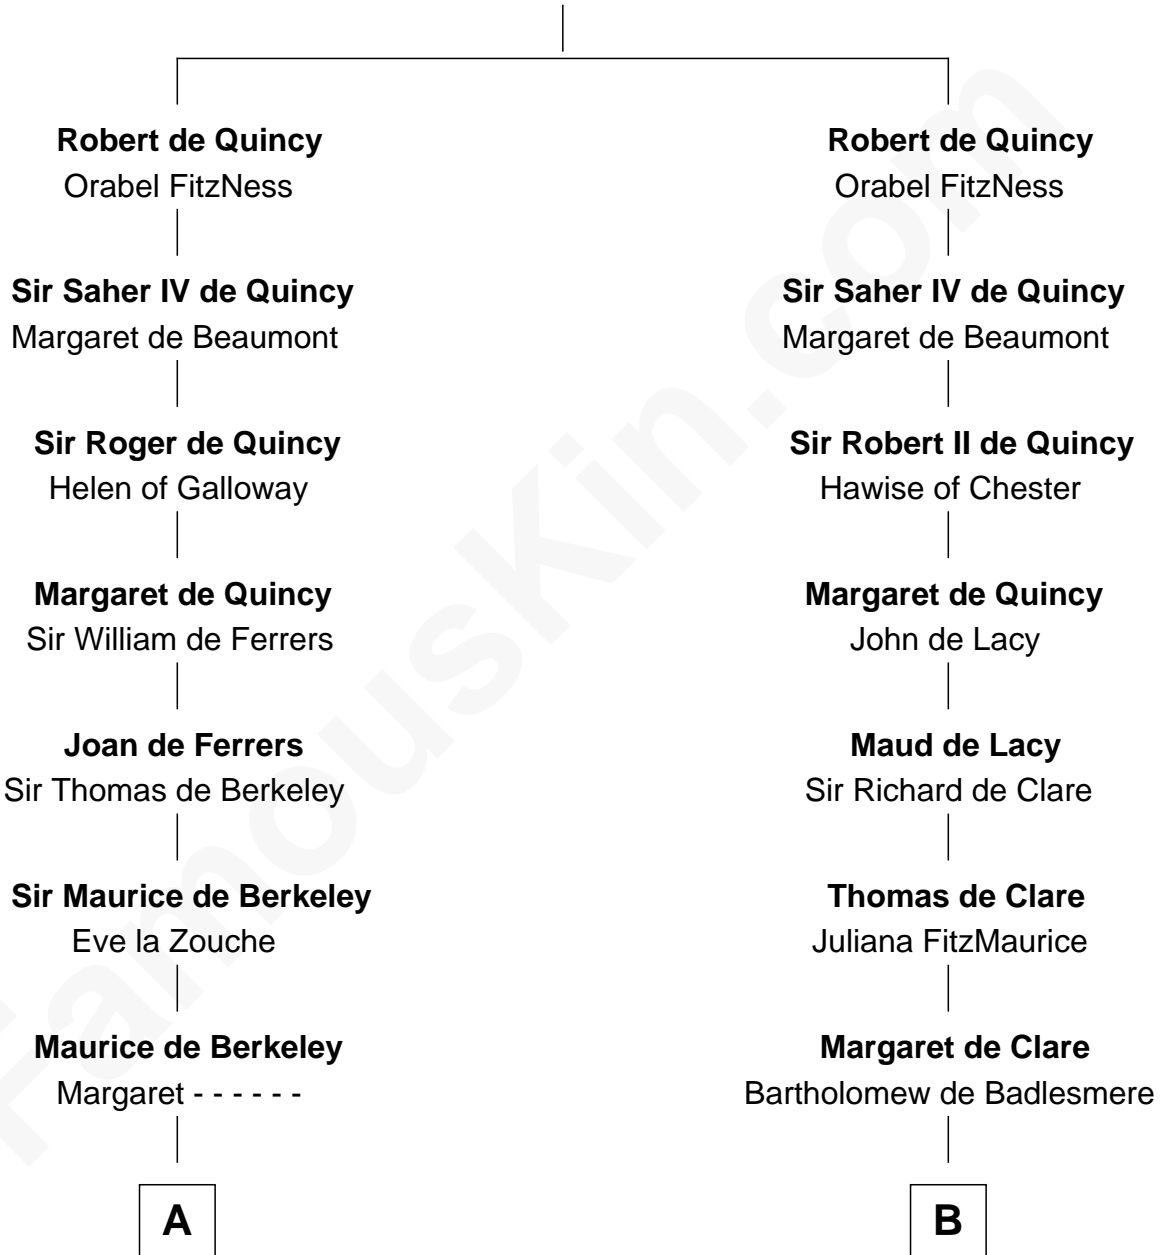 Robert de Quincy
Orabel FitzNess
Sir Saher IV de Quincy
Margaret de Beaumont
Sir Roger de Quincy
Helen of Galloway
Margaret de Quincy
Sir William de Ferrers
Joan de Ferrers
Sir Thomas de Berkeley
Sir Maurice de Berkeley
Eve la Zouche
Maurice de Berkeley
Margaret - - - - - -
A
Robert de Quincy
Orabel FitzNess
Sir Saher IV de Quincy
Margaret de Beaumont
Sir Robert II de Quincy
Hawise of Chester
Margaret de Quincy
John de Lacy
Maud de Lacy
Sir Richard de Clare
Thomas de Clare
Juliana FitzMaurice
Margaret de Clare
Bartholomew de Badlesmere
B
FamousKin.com